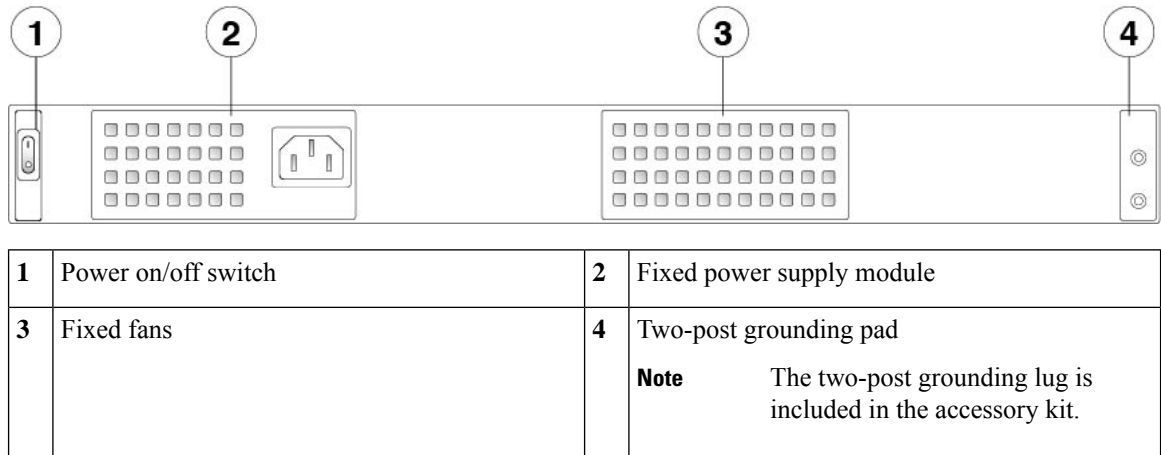 1 2 3 4
1 Power on/off switch 2 Fixed power supply module
3 Fixed fans 4 Two-post grounding pad
Note The two-post grounding lug is
included in the accessory kit.